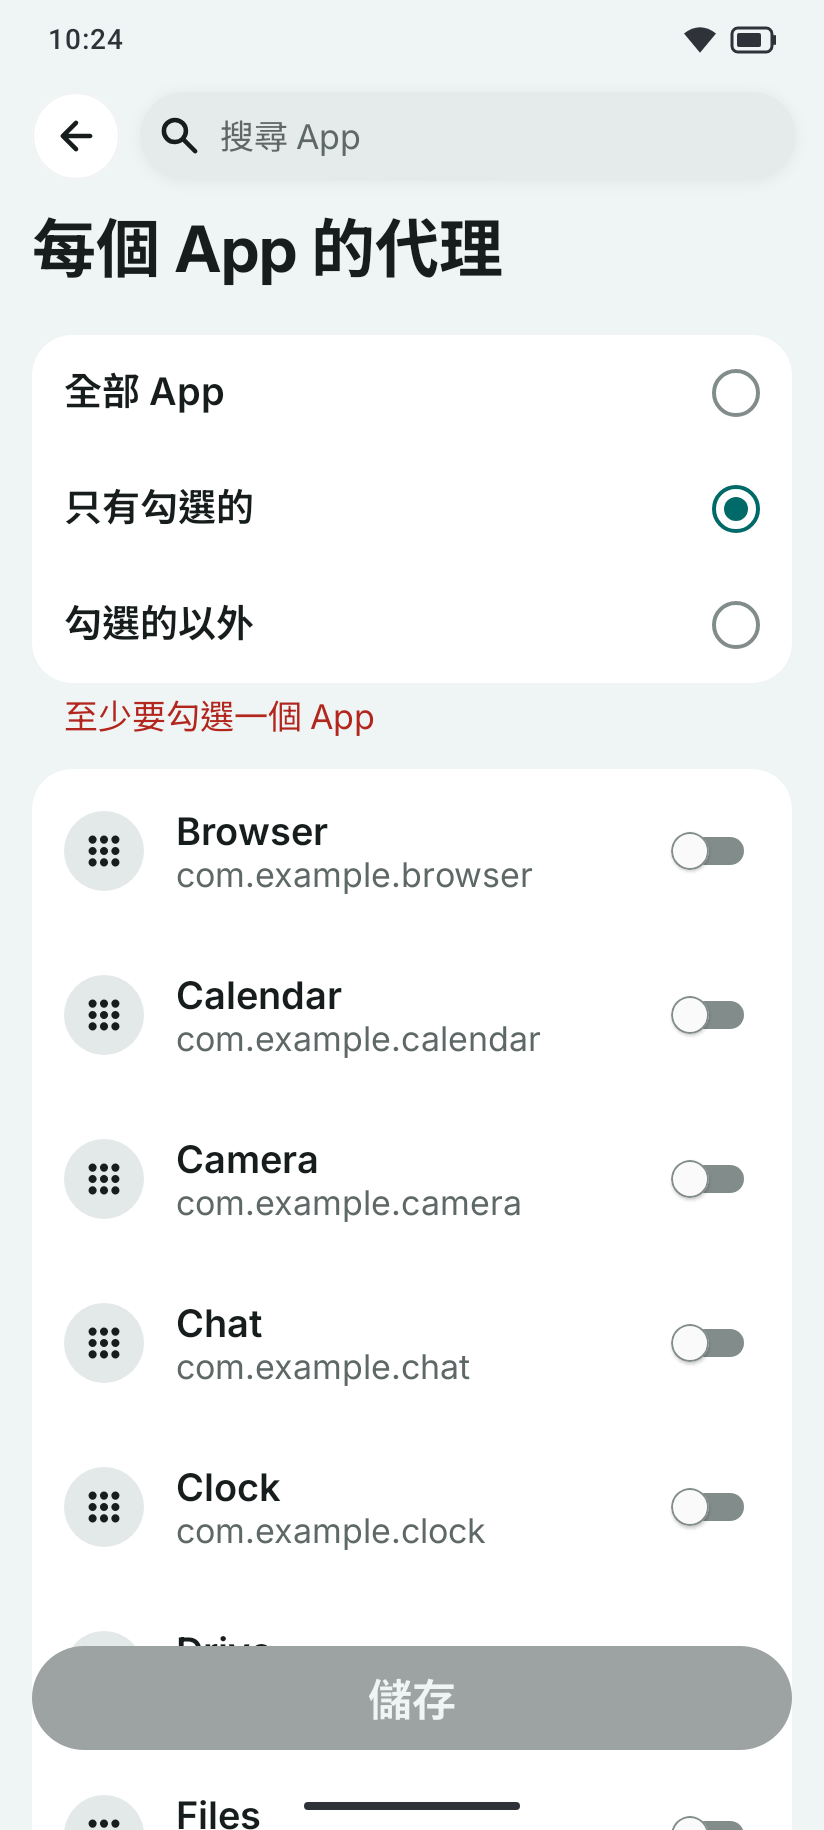 10:24
搜尋 App
每個 App 的代理
全部 App
只有勾選的
勾選的以外
至少要勾選一個 App
Browser
com.example.browser
Calendar
com.example.calendar
Camera
com.example.camera
Chat
com.example.chat
Clock
com.example.clock
儲存
Files